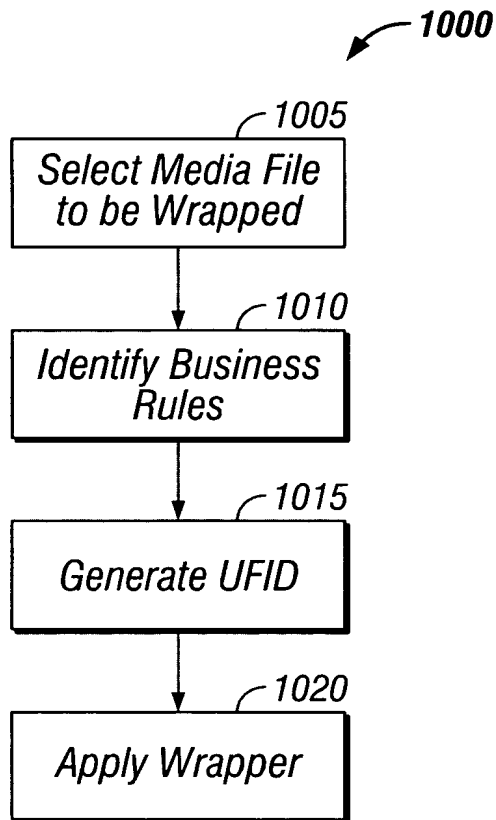 1000
1005
Select Media File
to be Wrapped
1010
Identify Business
Rules
1015
Generate UFID
1020
Apply Wrapper